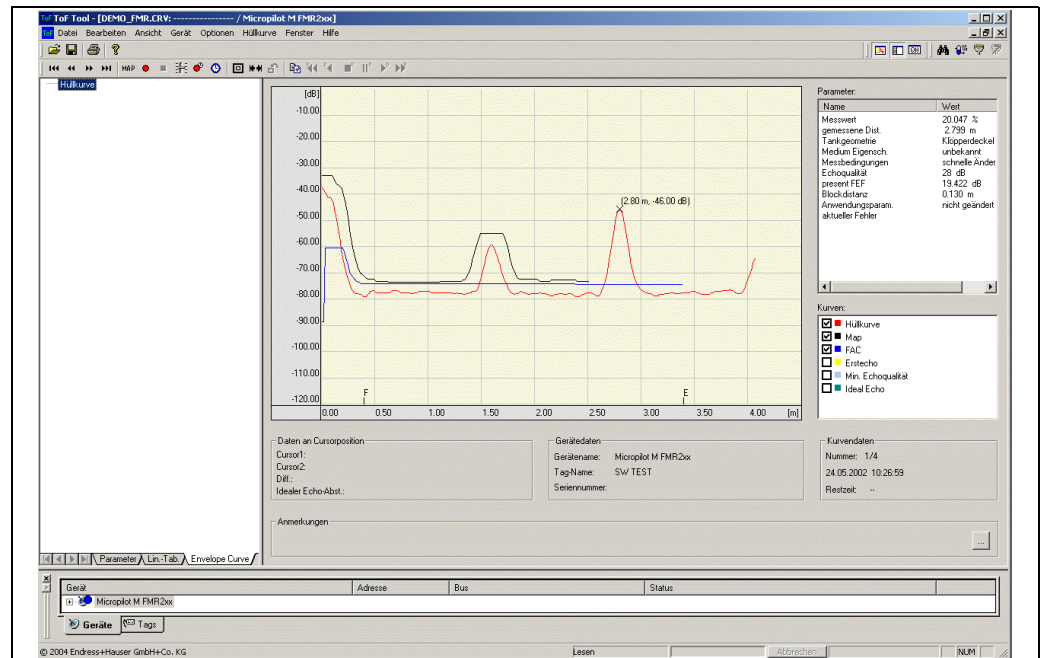 ToF Tool - [DEMO_FMR.CRV: --------------- / Micropilot M FMR2xx]
Datei Bearbeiten Ansicht Gerät Optionen Hüllkurve Fenster Hilfe
MAP
Hüllkurve
[dB]
-10.00
-20.00
-30.00
-40.00
-50.00
-60.00
-70.00
-80.00
-90.00
-100.00
-110.00
-120.00
(2.80 m, -46.00 dB)
F
E
0.00 0.50 1.00 1.50 2.00 2.50 3.00 3.50 4.00 [m]
Parameter:
Name Wert
Messwert 20.047 %
gemessene Dist. 2.799 m
Tankgeometrie Klöpperdeckel
Medium Eigensch. unbekannt
Messbedingungen schnelle Änder
Echoqualität 28 dB
present FEF 19.422 dB
Blockdistanz 0.130 m
Anwendungsparam. nicht geändert
aktueller Fehler
Kurven:
Hüllkurve
Map
FAC
Erstecho
Min. Echoqualität
Ideal Echo
Daten an Cursorposition
Cursor1:
Cursor2:
Diff.:
Idealer Echo-Abst.:
Gerätedaten
Gerätename: Micropilot M FMR2xx
Tag-Name: SW TEST
Seriennummer:
Kurvendaten
Nummer: 1/4
24.05.2002 10:26:59
Restzeit: --
Anmerkungen
...
Parameter Lin.-Tab. Envelope Curve
Gerät Adresse Bus Status
Micropilot M FMR2xx
Geräte Tags
© 2004 Endress+Hauser GmbH+Co. KG
Lesen
Abbrechen
NUM